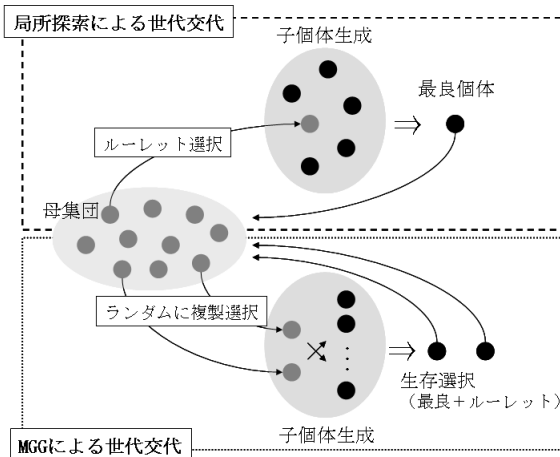 局所探索による世代交代
子個体生成
最良個体
ルーレット選択
母集団
ランダムに複製選択
生存選択
（最良＋ルーレット）
子個体生成
MGGによる世代交代